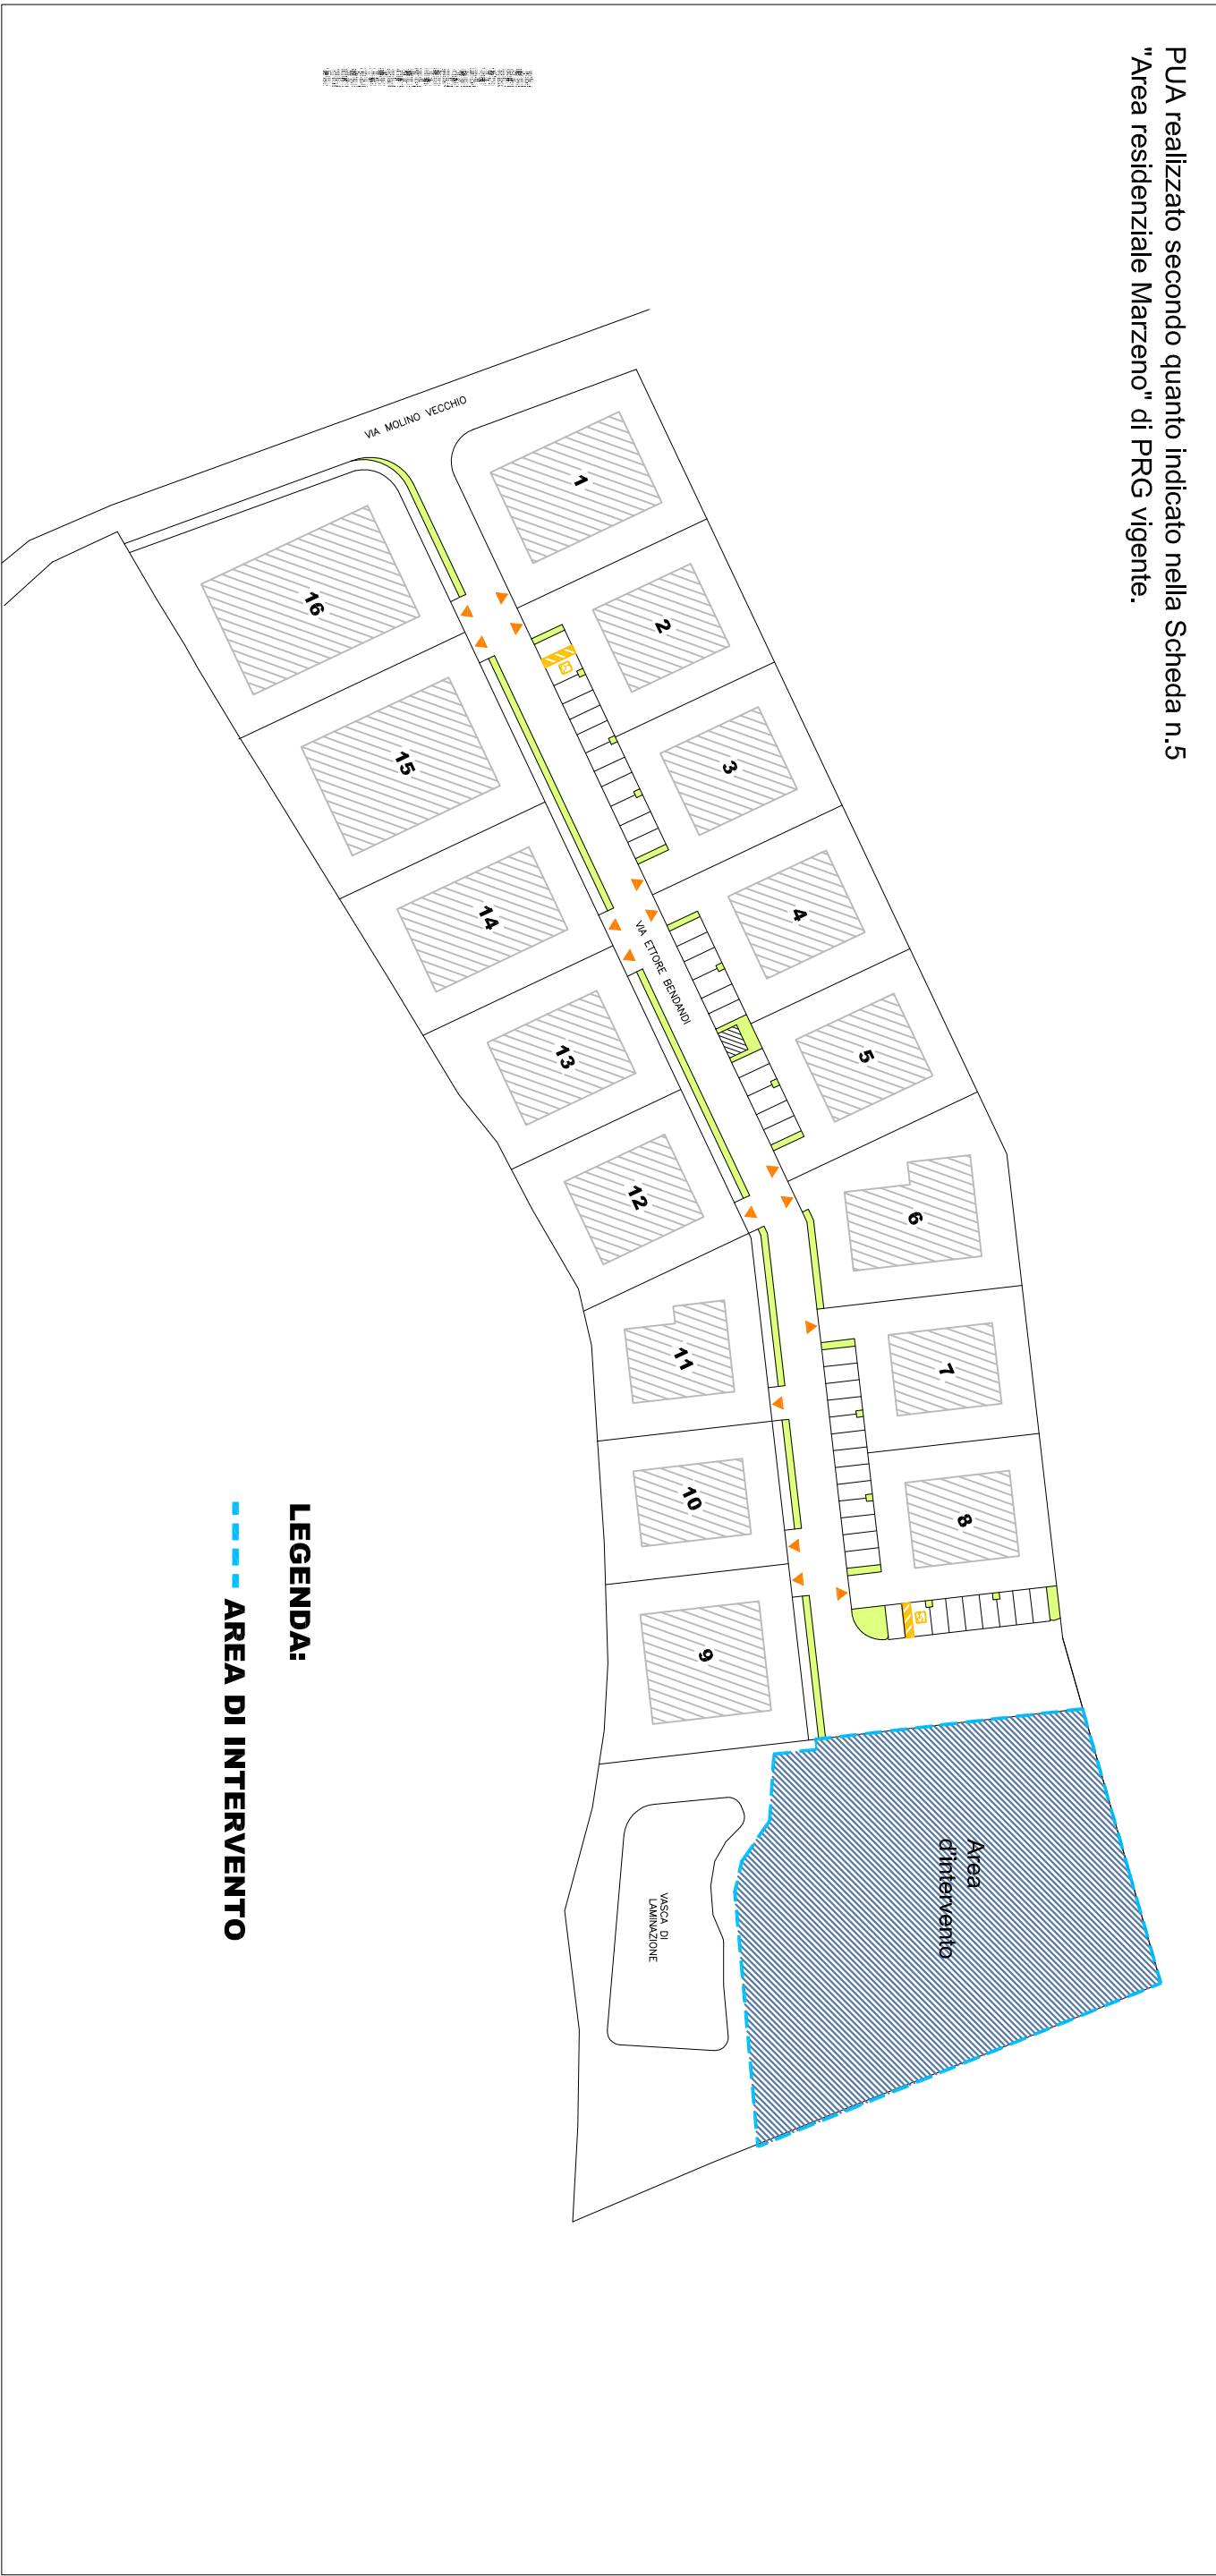 PUA realizzato secondo quanto indicato nella Scheda n.5
"Area residenziale Marzeno" di PRG vigente.
VIA MOLINO VECCHIO
1
2
3
4
5
6
7
8
VIA ETTORE BENDANDI
16
15
14
13
12
11
10
9
Area
d'intervento
VASCA DI
LAMINAZIONE
LEGENDA:
AREA DI INTERVENTO